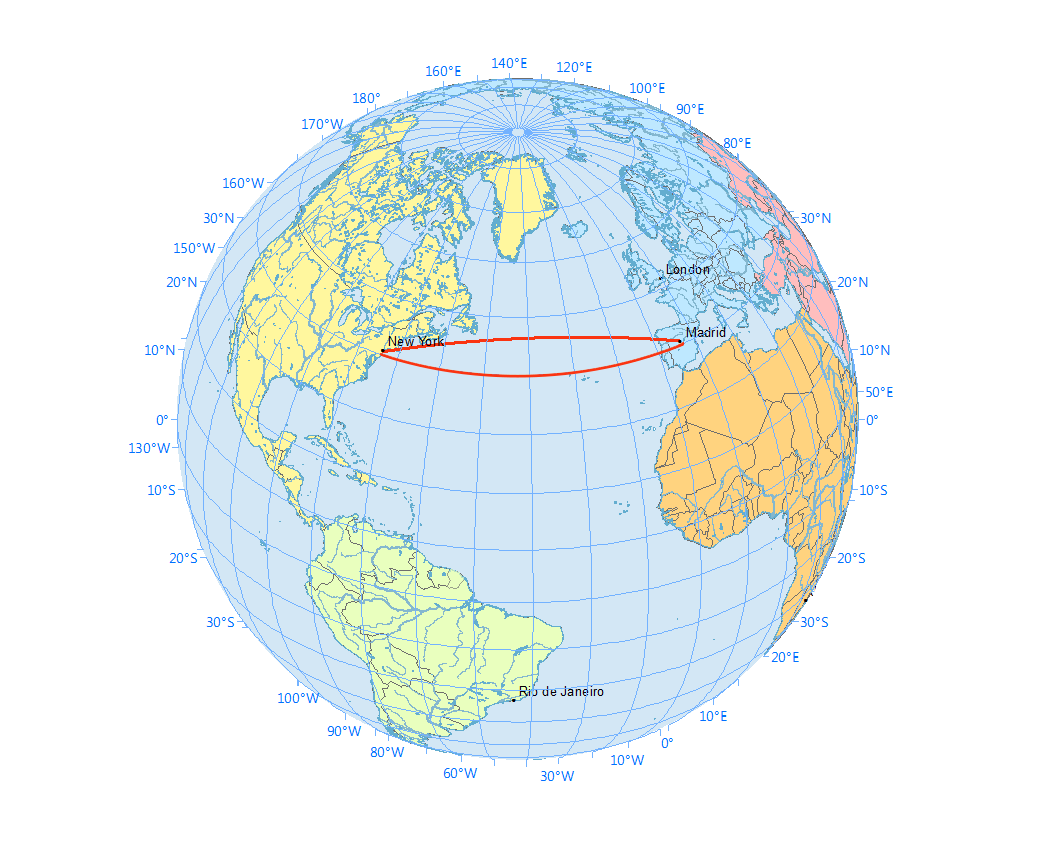 140°E
160°E
120°E
180°
100°E
170°W
90°E
80°E
160°W
30°N
30°N
150°W
London
20°N
20°N
New York
Madrid
10°N
10°N
50°E
0°
0°
130°W
10°S
10°S
20°S
20°S
30°S
30°S
20°E
100°W
Rio de Janeiro
90°W
10°E
80°W
0°
60°W
30°W
10°W